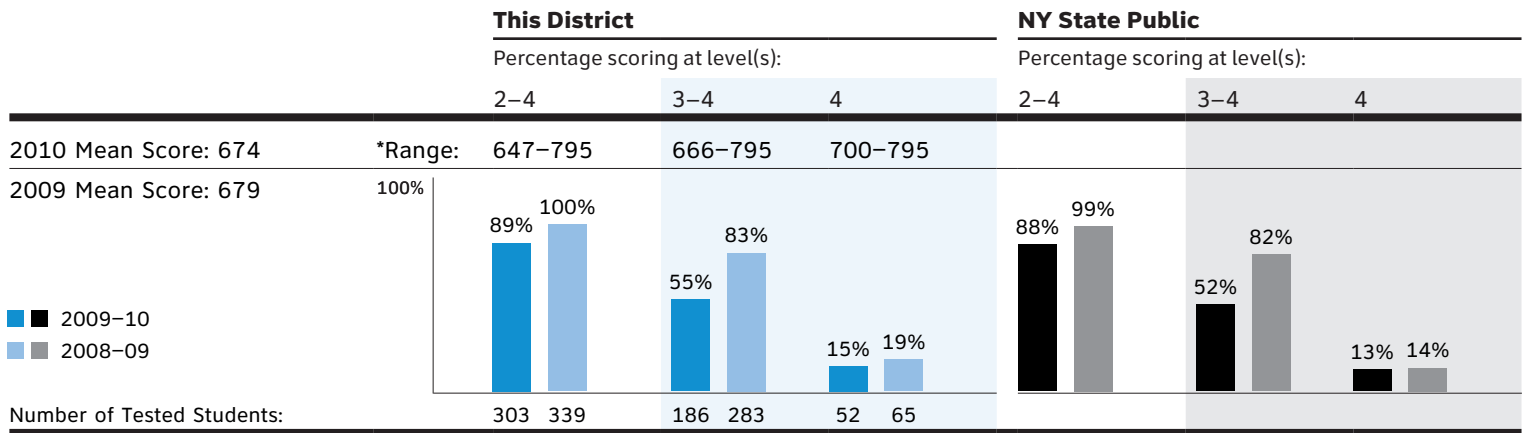 This District NY State Public
Percentage scoring at level(s): Percentage scoring at level(s):
2–4 3–4 4 2–4 3–4 4
2010 Mean Score: 674 *Range: 647–795 666–795 700–795
2009 Mean Score: 679 100%
89% 100% 55% 83% 15% 19% 88% 99% 52% 82% 13% 14%
2009–10
2008–09
Number of Tested Students: 303 339 186 283 52 65